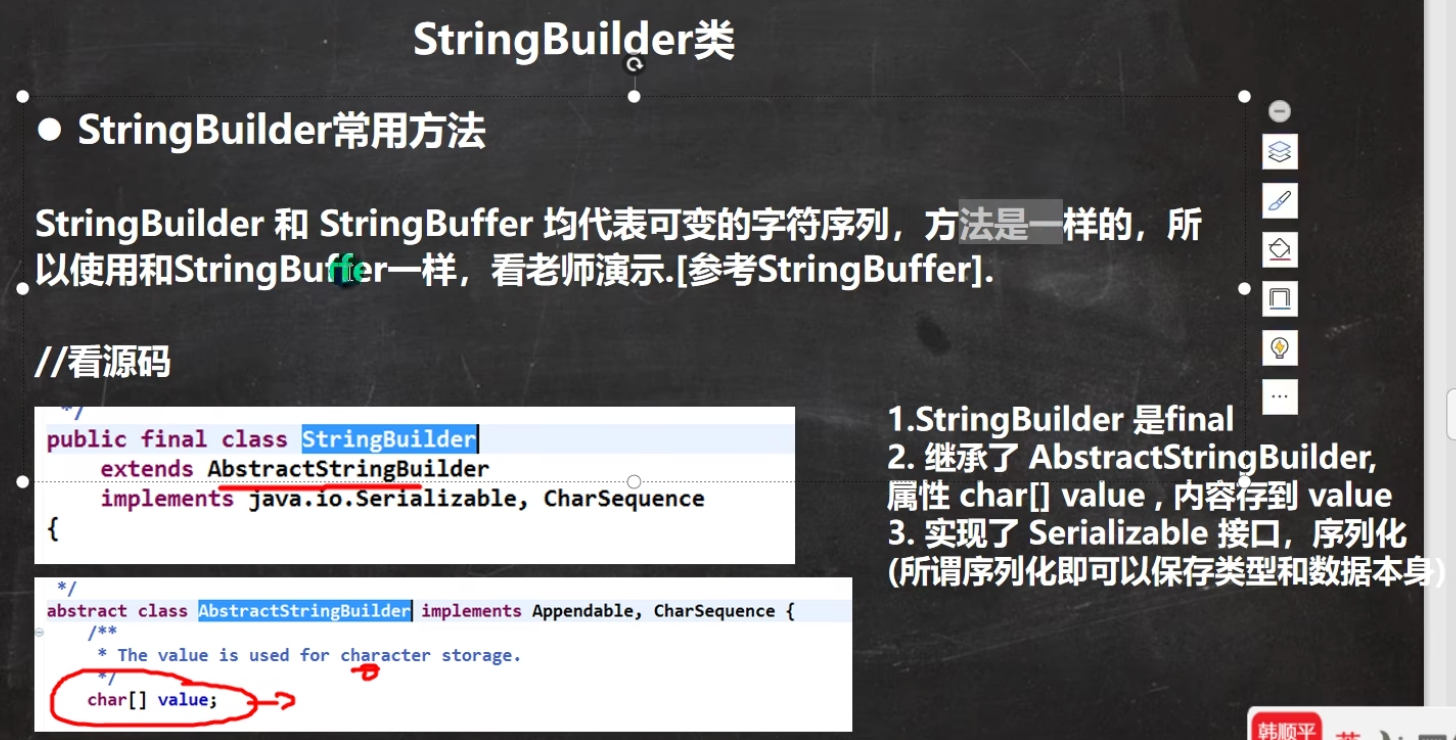 StringBuilder类
● StringBuilder常用方法
StringBuilder 和 StringBuffer 均代表可变的字符序列，方法是一样的，所
以使用和StringBuffer一样，看老师演示.[参考StringBuffer].
//看源码
*/
public final class StringBuilder
extends AbstractStringBuilder
implements java.io.Serializable, CharSequence
{
*/
abstract class AbstractStringBuilder implements Appendable, CharSequence {
/**
* The value is used for character storage.
*/
char[] value;
1.StringBuilder 是final
2. 继承了 AbstractStringBuilder,
属性 char[] value , 内容存到 value
3. 实现了 Serializable 接口，序列化
(所谓序列化即可以保存类型和数据本身)
韩顺平
英